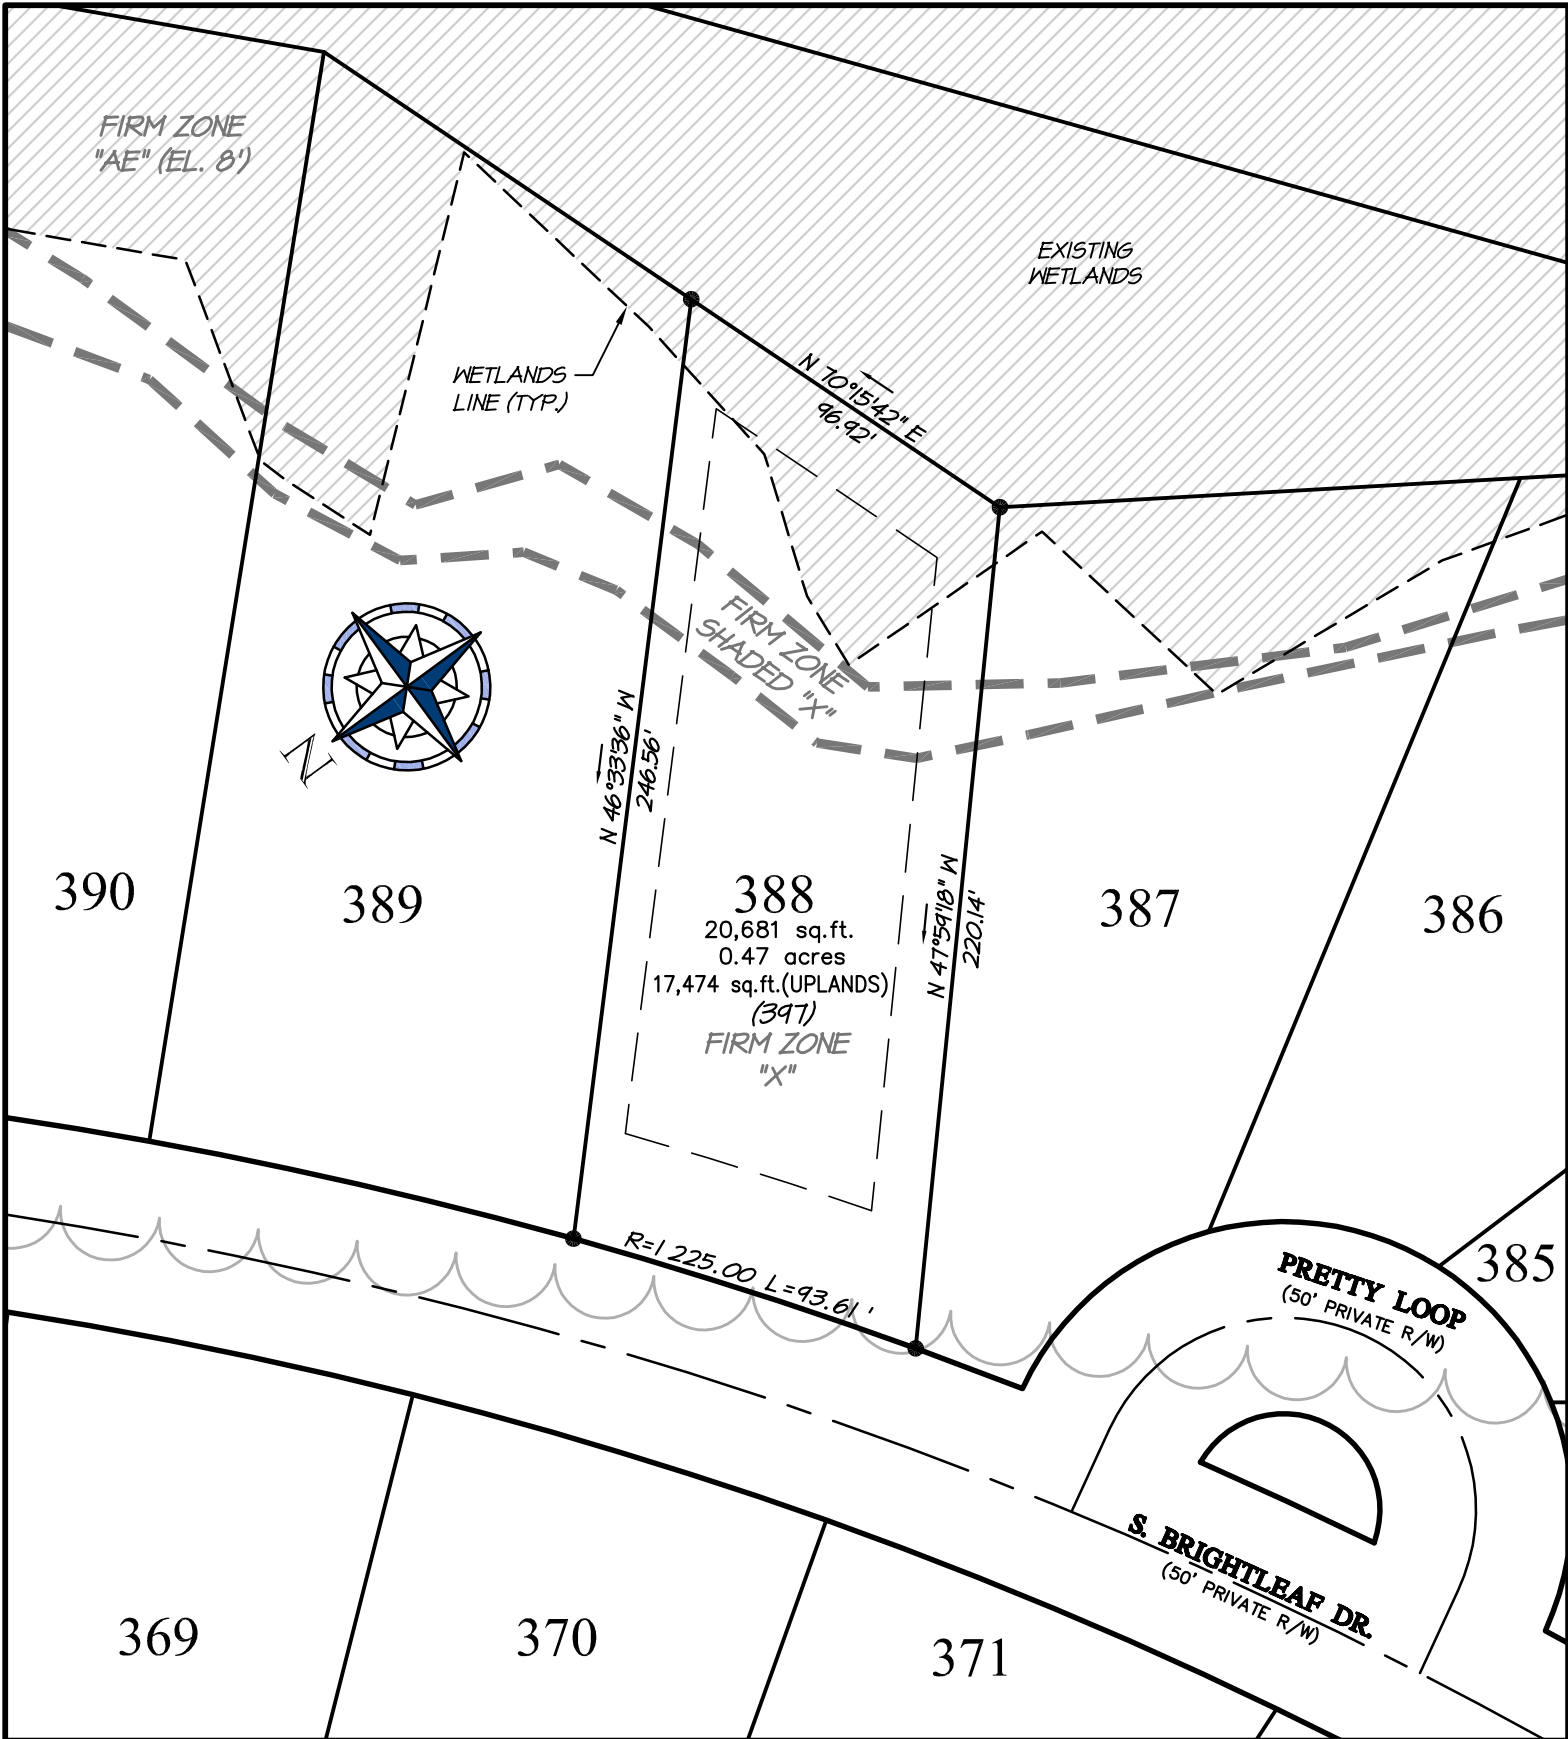 FIRM ZONE
"AE" (EL. 8')
EXISTING
WETLANDS
WETLANDS
LINE (TYP.)
N 70°15'42" E
96.92'
FIRM ZONE
SHADED "X"
N
N 46°33'36" W
246.56'
N 47°59'18" W
220.14'
390
389
388
20,681 sq.ft.
0.47 acres
17,474 sq.ft.(UPLANDS)
(397)
FIRM ZONE
"X"
387
386
385
R=1225.00 L=93.61'
PRETTY LOOP
(50' PRIVATE R/W)
S. BRIGHTLEAF DR.
(50' PRIVATE R/W)
369
370
371